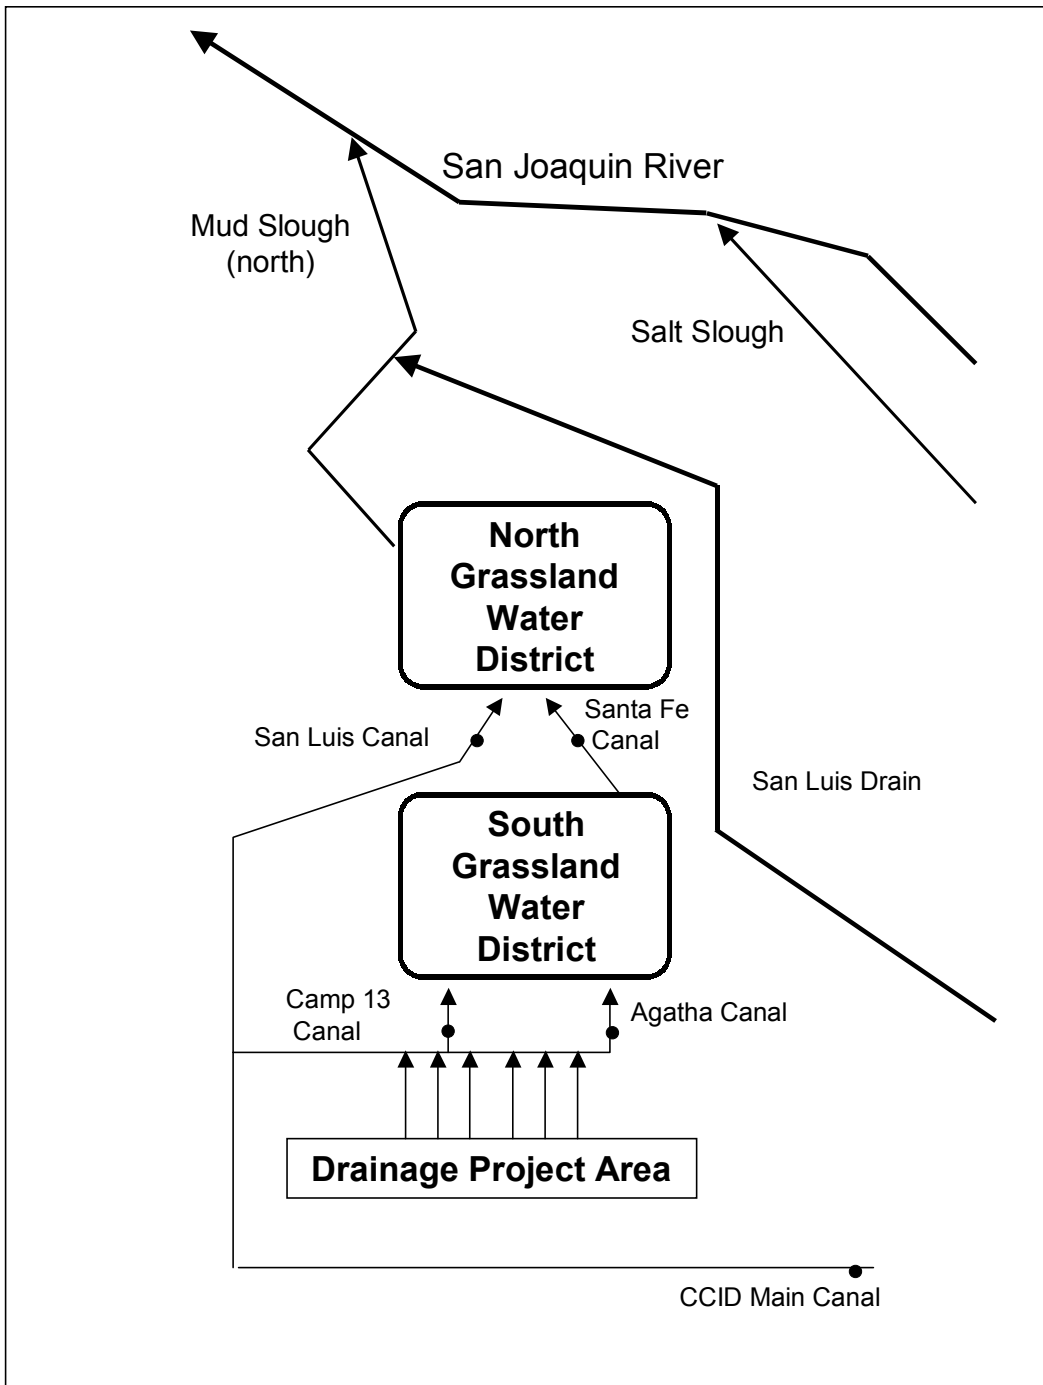 San Joaquin River
Mud Slough
(north)
Salt Slough
North
Grassland
Water
District
San Luis Canal
Santa Fe
Canal
San Luis Drain
South
Grassland
Water
District
Camp 13
Canal
Agatha Canal
Drainage Project Area
CCID Main Canal